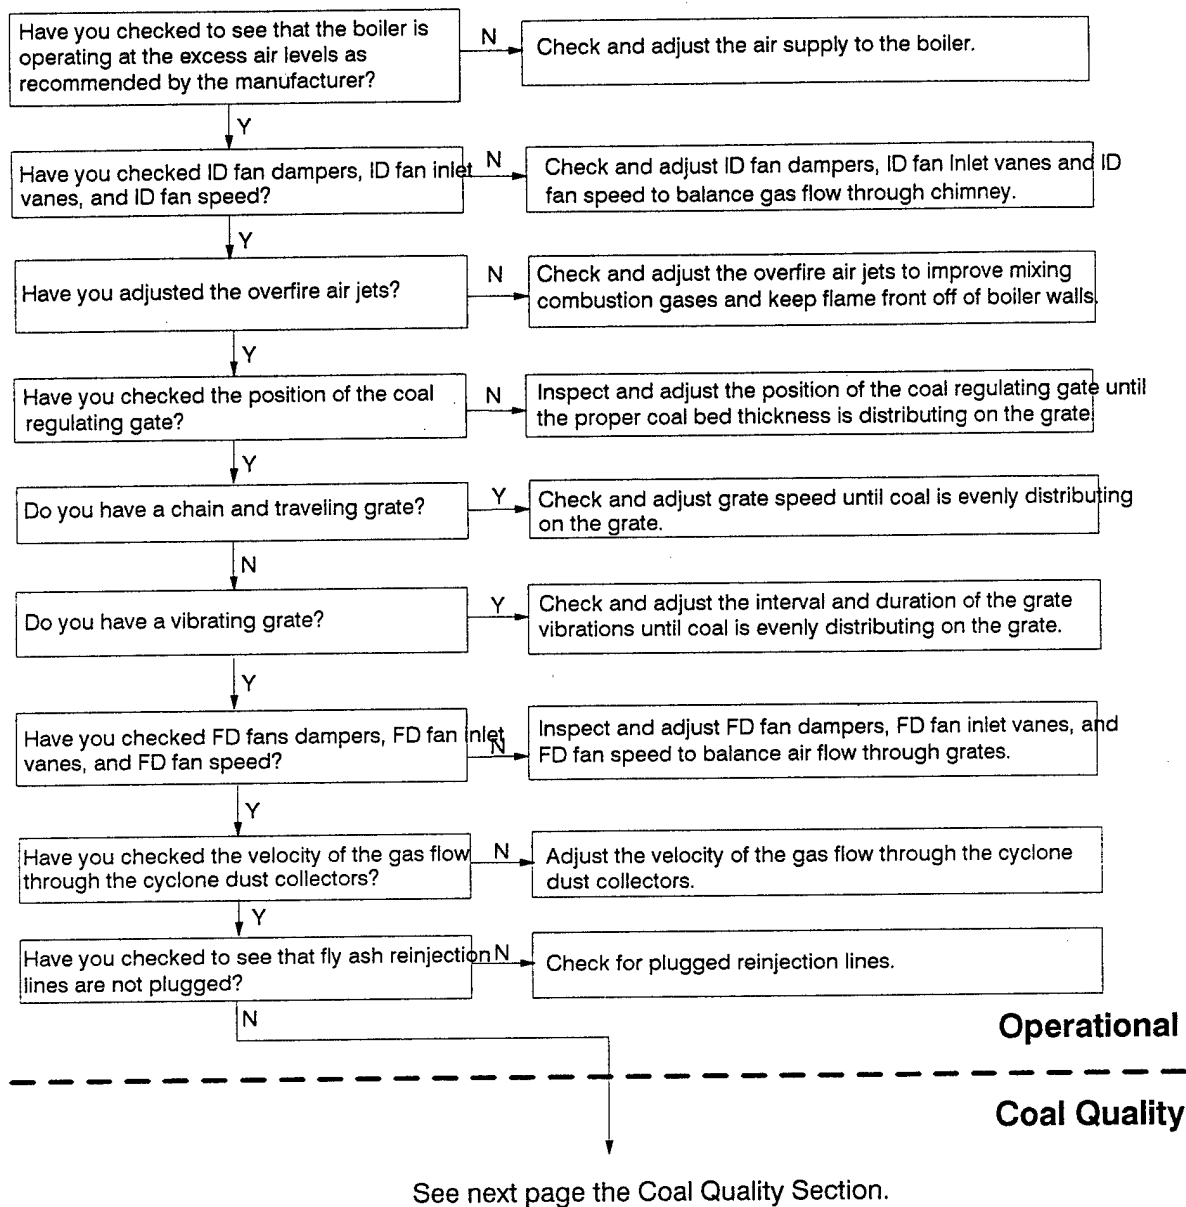 Have you checked to see that the boiler is
operating at the excess air levels as
recommended by the manufacturer?
N
Check and adjust the air supply to the boiler.
Y
Have you checked ID fan dampers, ID fan inlet
vanes, and ID fan speed?
N
Check and adjust ID fan dampers, ID fan Inlet vanes and ID
fan speed to balance gas flow through chimney.
Y
Have you adjusted the overfire air jets?
N
Check and adjust the overfire air jets to improve mixing
combustion gases and keep flame front off of boiler walls.
Y
Have you checked the position of the coal
regulating gate?
N
Inspect and adjust the position of the coal regulating gate until
the proper coal bed thickness is distributing on the grate.
Y
Do you have a chain and traveling grate?
Y
Check and adjust grate speed until coal is evenly distributing
on the grate.
N
Do you have a vibrating grate?
Y
Check and adjust the interval and duration of the grate
vibrations until coal is evenly distributing on the grate.
Y
Have you checked FD fans dampers, FD fan inlet
vanes, and FD fan speed?
N
Inspect and adjust FD fan dampers, FD fan inlet vanes, and
FD fan speed to balance air flow through grates.
Y
Have you checked the velocity of the gas flow
through the cyclone dust collectors?
N
Adjust the velocity of the gas flow through the cyclone
dust collectors.
Y
Have you checked to see that fly ash reinjection
lines are not plugged?
N
Check for plugged reinjection lines.
N
Operational
Coal Quality
See next page the Coal Quality Section.